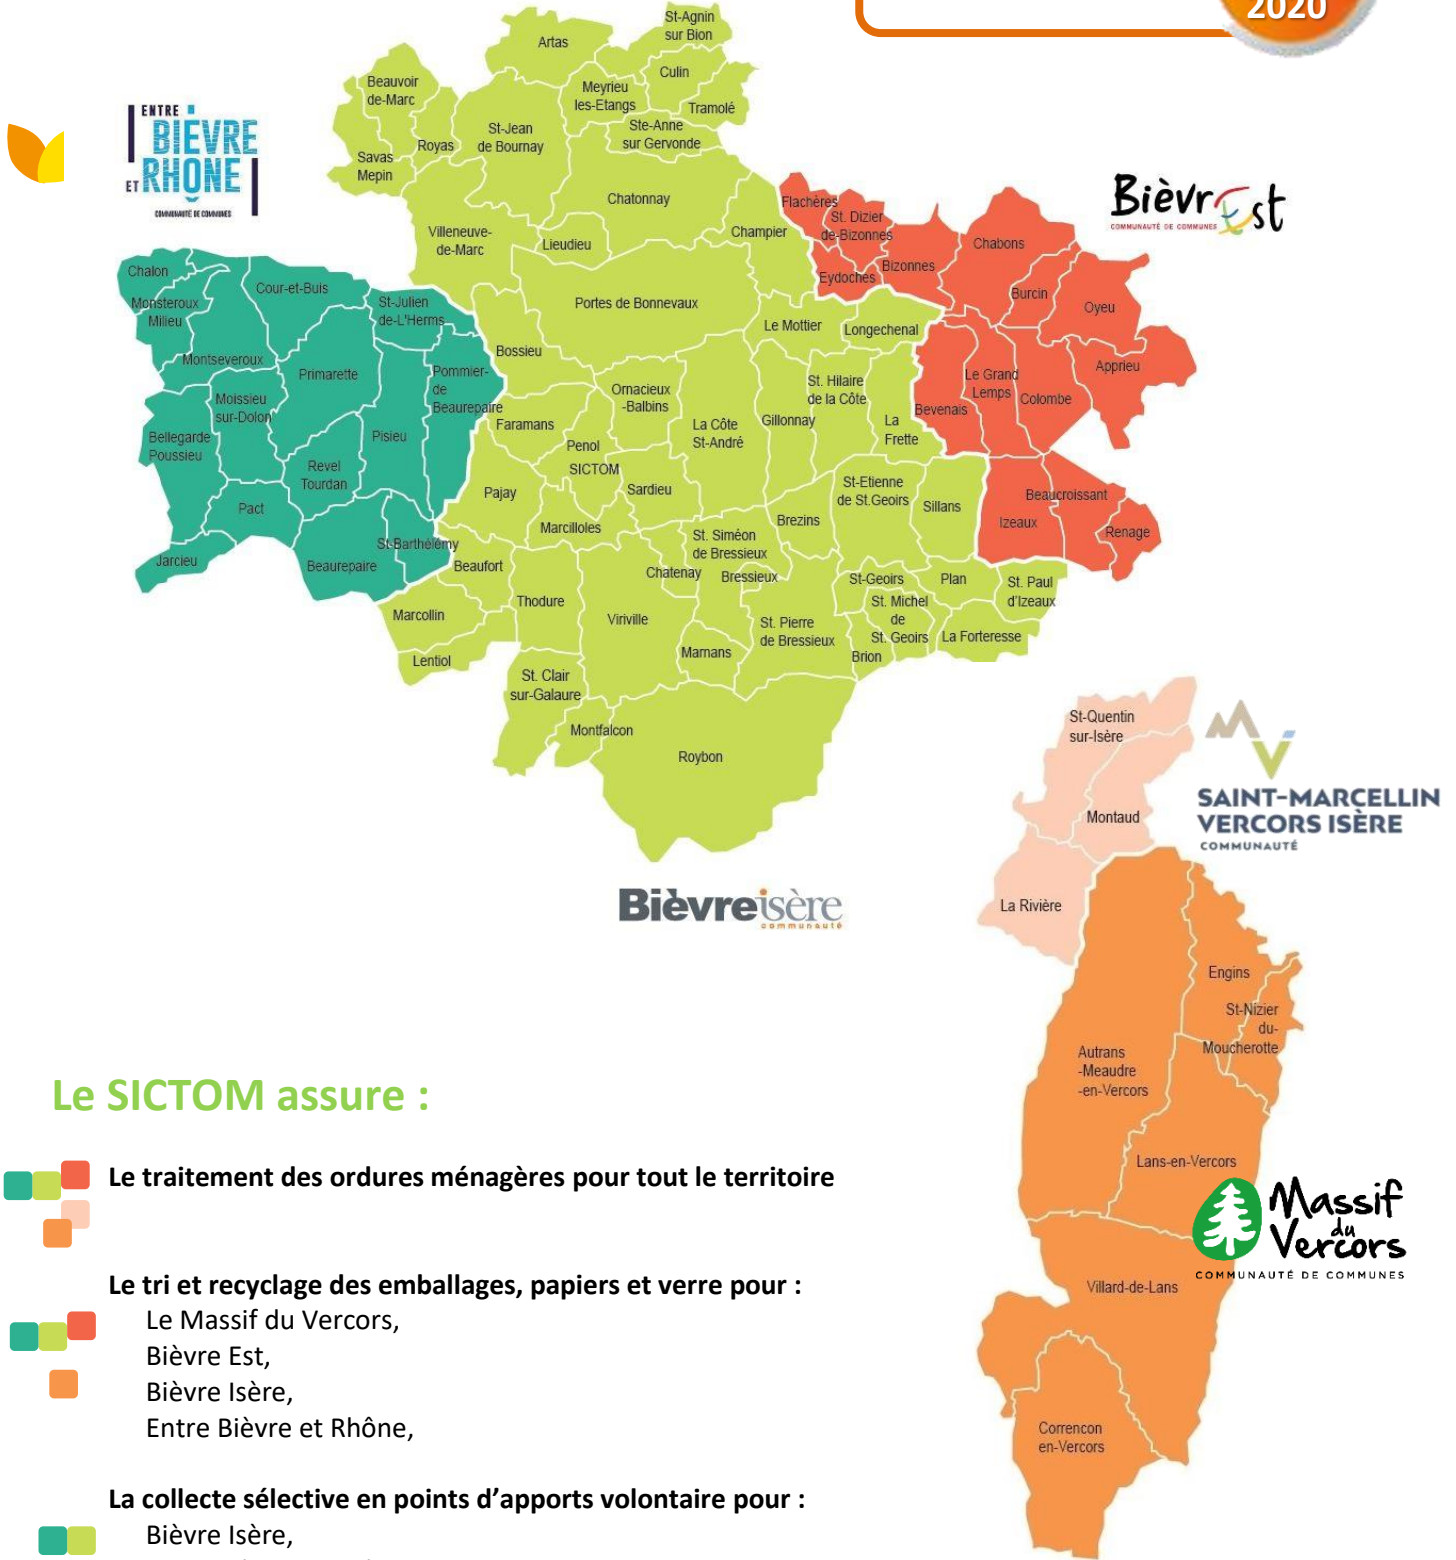 2020
St-Agnin
sur Bion
Artas
Culin
Beauvoir
de-Marc
Meyrieu
les-Etangs
Tramolé
ENTRE
BIÈVRE
ET RHÔNE
COMMUNAUTÉ DE COMMUNES
St-Jean
de Bournay
Ste-Anne
sur Gervonde
Royas
Savas
Mepin
Chatonnay
Flachères
St. Dizier
de-Bizonnes
BièvrEst
COMMUNAUTÉ DE COMMUNES
Villeneuve-
de-Marc
Lieudieu
Champier
Chabons
Bizonnes
Eydoches
Burcin
Oyeu
Chalon
Monsteroux
Milieu
Cour-et-Buis
St-Julien
de-L'Herms
Portes de Bonnevaux
Le Mottier
Longechenal
Montseveroux
Primarette
Bossieu
Pommier-
de
Beaurepaire
Apprieu
Le Grand
Lemps
Colombe
Bevenais
St. Hilaire
de la Côte
Ornacieux
-Balbins
Moissieu
sur-Dolon
Bellegarde
Poussieu
Pisieu
Faramans
Penol
La Côte
St-André
Gillonnay
La
Frette
SICTOM
Revel
Tourdan
Pact
Pajay
Sardieu
St-Etienne
de St.Geoirs
Sillans
Beaucroissant
Izeaux
Renage
Marcilloles
Brezins
St. Siméon
de Bressieux
St-Barthélémy
Jarcieu
Beaurepaire
Beaufort
Chatenay
Bressieux
St-Geoirs
Plan
St. Paul
d'Izeaux
Marcollin
Thodure
Viriville
St. Pierre
de Bressieux
St. Michel
de
St. Geoirs
La Forteresse
Lentiol
Marnans
Brion
St. Clair
sur-Galaure
Montfalcon
Roybon
St-Quentin
sur-Isère
Montaud
SAINT-MARCELLIN
VERCORS ISÈRE
COMMUNAUTÉ
La Rivière
Bièvreisère
communauté
Engins
St-Nizier
du-
Moucherotte
Autrans
-Meaudre
-en-Vercors
Lans-en-Vercors
Massif
du
Vercors
COMMUNAUTÉ DE COMMUNES
Villard-de-Lans
Correncon
en-Vercors
Le SICTOM assure :
Le traitement des ordures ménagères pour tout le territoire
Le tri et recyclage des emballages, papiers et verre pour :
Le Massif du Vercors,
Bièvre Est,
Bièvre Isère,
Entre Bièvre et Rhône,
La collecte sélective en points d’apports volontaire pour :
Bièvre Isère,